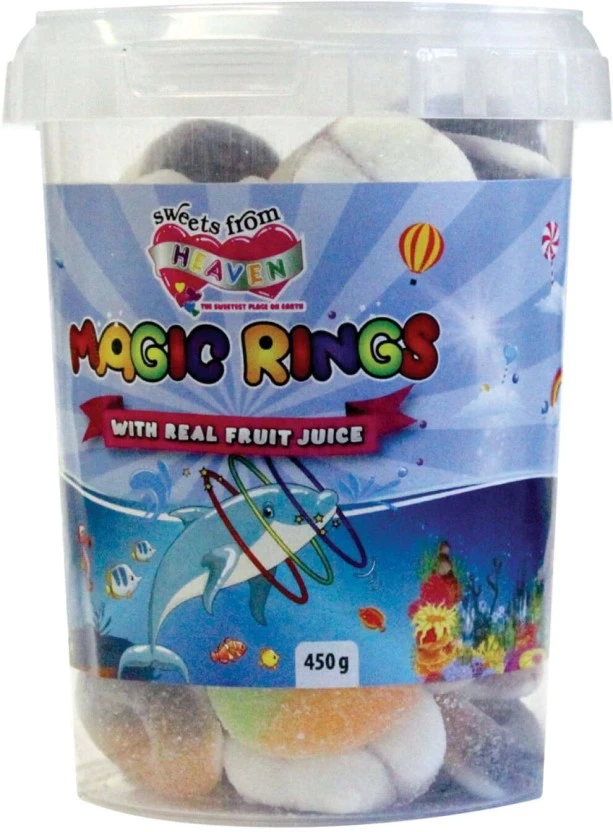 sweets from
HEAVEN
THE SWEETEST PLACE ON EARTH
MAGIC RINGS
WITH REAL FRUIT JUICE
450g